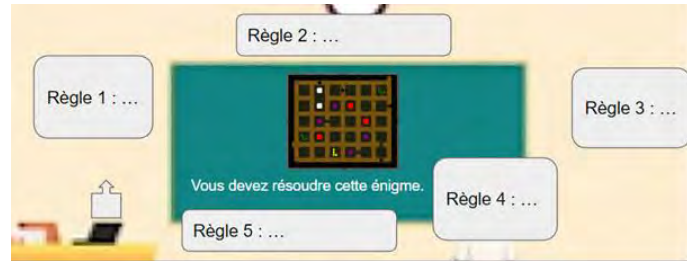 Règle 2 : …
Règle 1 : …
Règle 3 : …
L
Vous devez résoudre cette énigme.
Règle 4 : …
Règle 5 : …